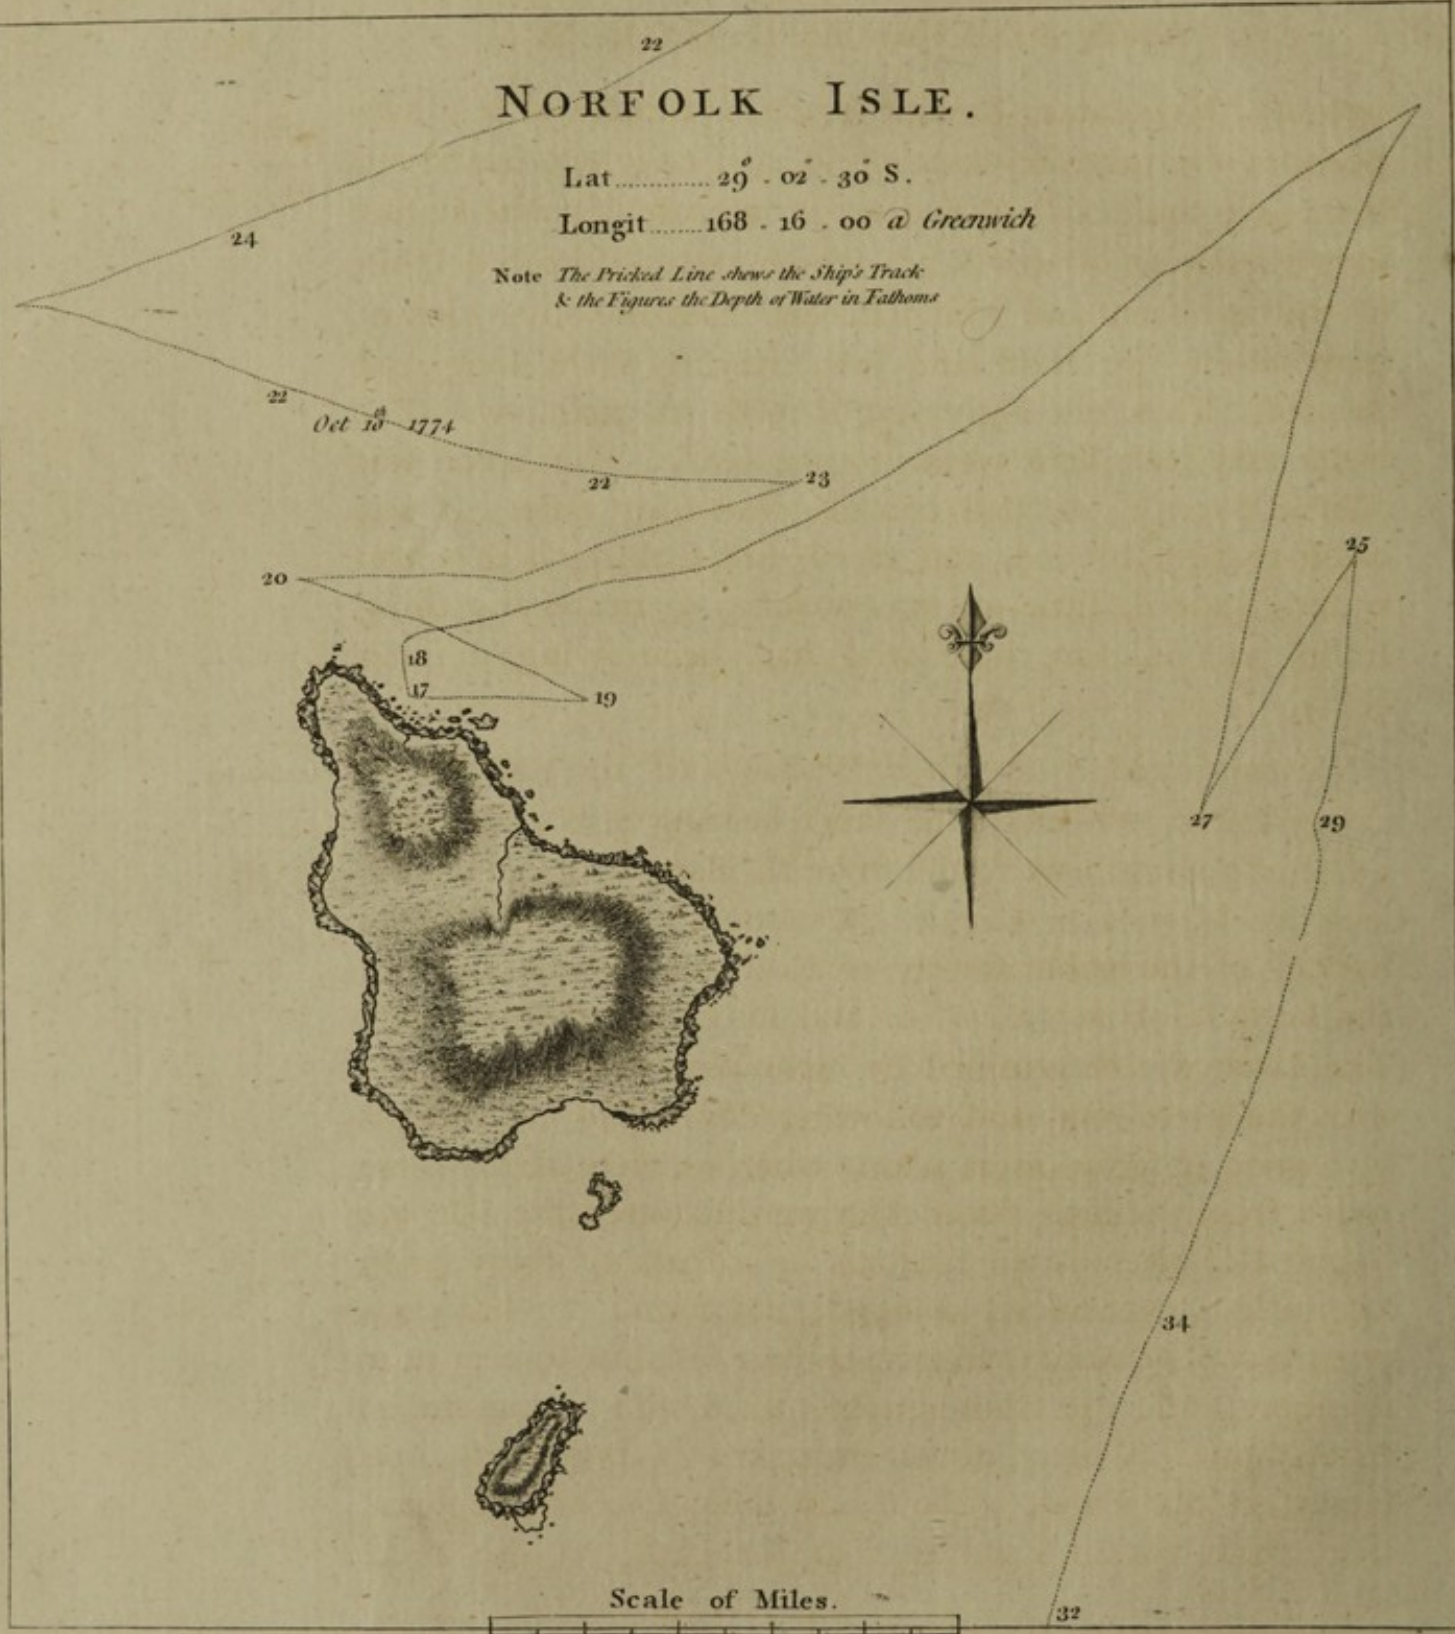 22
NORFOLK ISLE.
Lat.............. 29° . 02 . 30 S.
Longit........168 . 16 . 00 @ Greenwich
Note The Pricked Line shews the Ship's Track
& the Figures the Depth of Water in Fathoms
24
22
Oct 10th 1774
22
23
20
18
17
19
25
27
29
34
Scale of Miles.
32